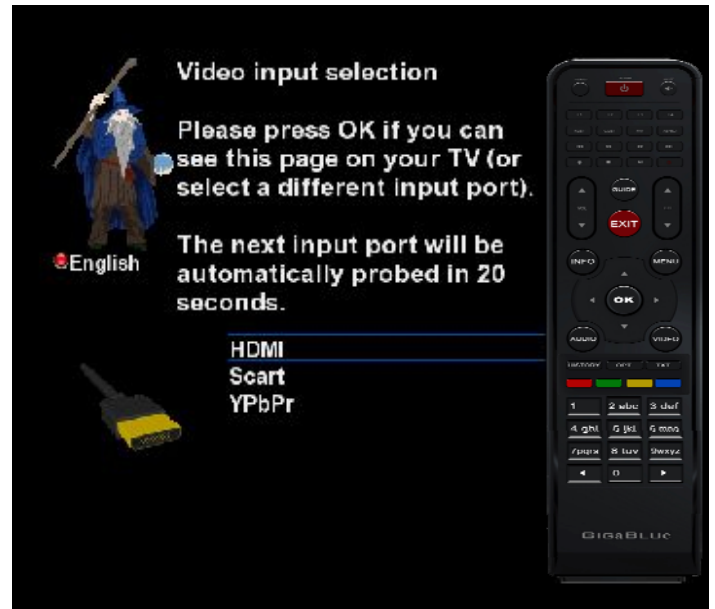 Video input selection
Please press OK if you can
see this page on your TV (or
select a different input port).
English
The next input port will be
automatically probed in 20
seconds.
HDMI
Scart
YPbPr
GUIDE
EXIT
INFO
MENU
OK
AUDIO
VIDEO
HISTORY OPT TXT
1 2 abc 3 def
4 ghi 5 jkl 6 mno
7pqrs 8 tuv 9wxyz
0
GIGABLUE